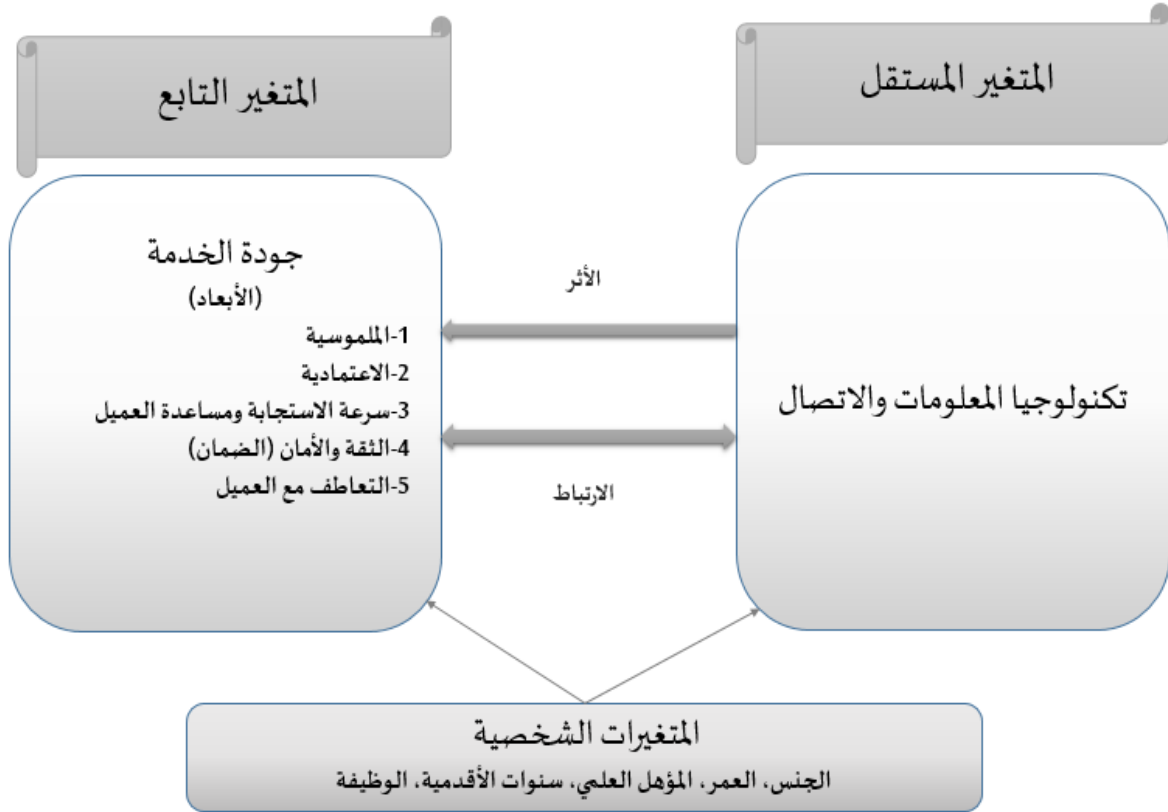 المتغير المستقل
المتغير التابع
تكنولوجيا المعلومات والاتصال
الأثر
الارتباط
جودة الخدمة
(الأبعاد)
1-الملموسية
2-الاعتمادية
3-سرعة الاستجابة ومساعدة العميل
4-الثقة والأمان (الضمان)
5-التعاطف مع العميل
المتغيرات الشخصية
الجنس، العمر، المؤهل العلمي، سنوات الأقدمية، الوظيفة